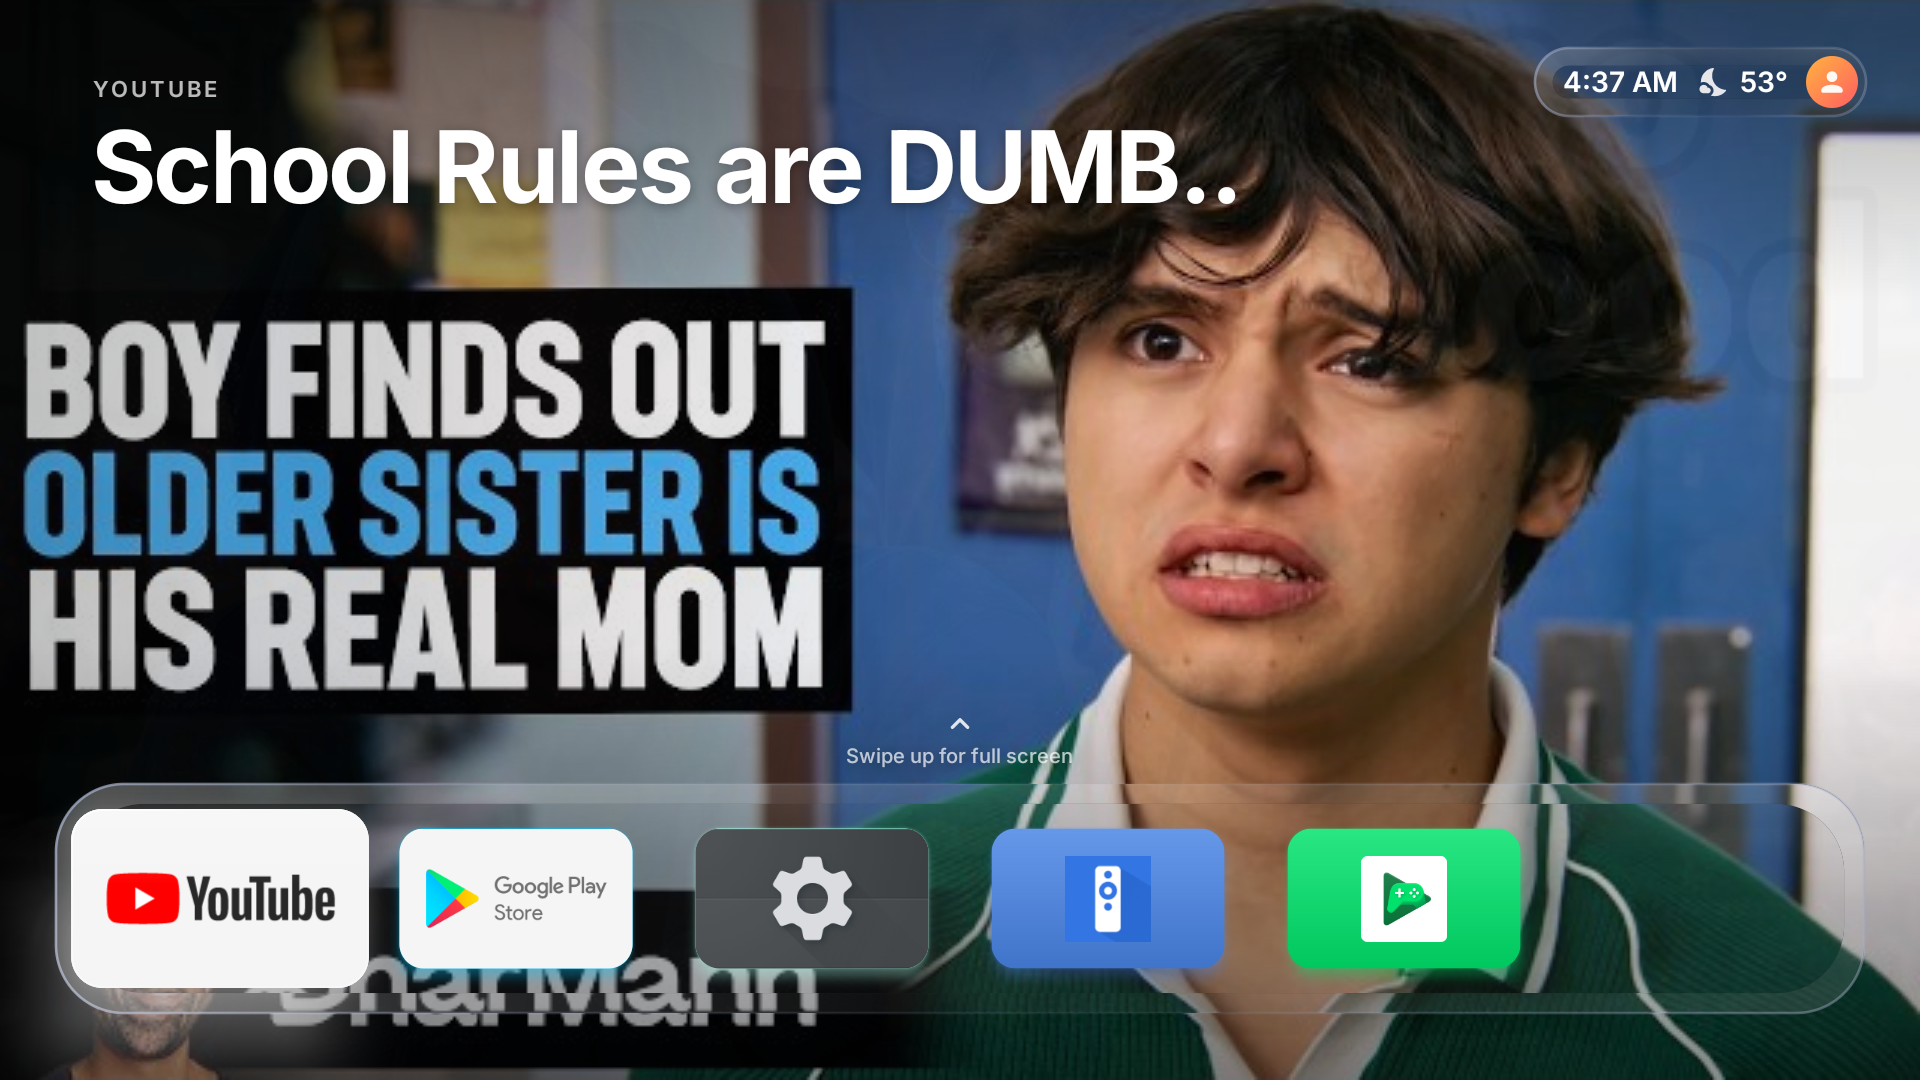 YOUTUBE
School Rules are DUMB..
4:37 AM 53°
BOY FINDS OUT
OLDER SISTER IS
HIS REAL MOM
Swipe up for full screen
YouTube
Google Play
Store
DharMann